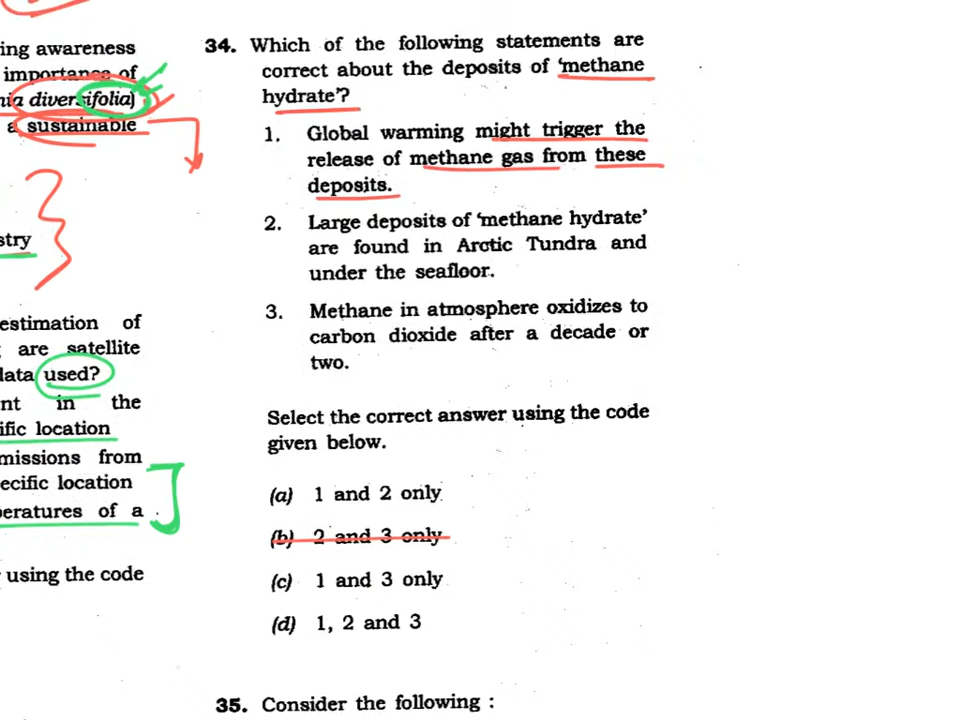 ing awareness
importance of
nia diversifolia)
a sustainable
stry
estimation of
are satellite
data used?
nt in the
ific location
missions from
ecific location
peratures of a
using the code
34. Which of the following statements are
correct about the deposits of ‘methane
hydrate’?
1. Global warming might trigger the
release of methane gas from these
deposits.
2. Large deposits of ‘methane hydrate’
are found in Arctic Tundra and
under the seafloor.
3. Methane in atmosphere oxidizes to
carbon dioxide after a decade or
two.
Select the correct answer using the code
given below.
(a) 1 and 2 only
(b) 2 and 3 only
(c) 1 and 3 only
(d) 1, 2 and 3
35. Consider the following :